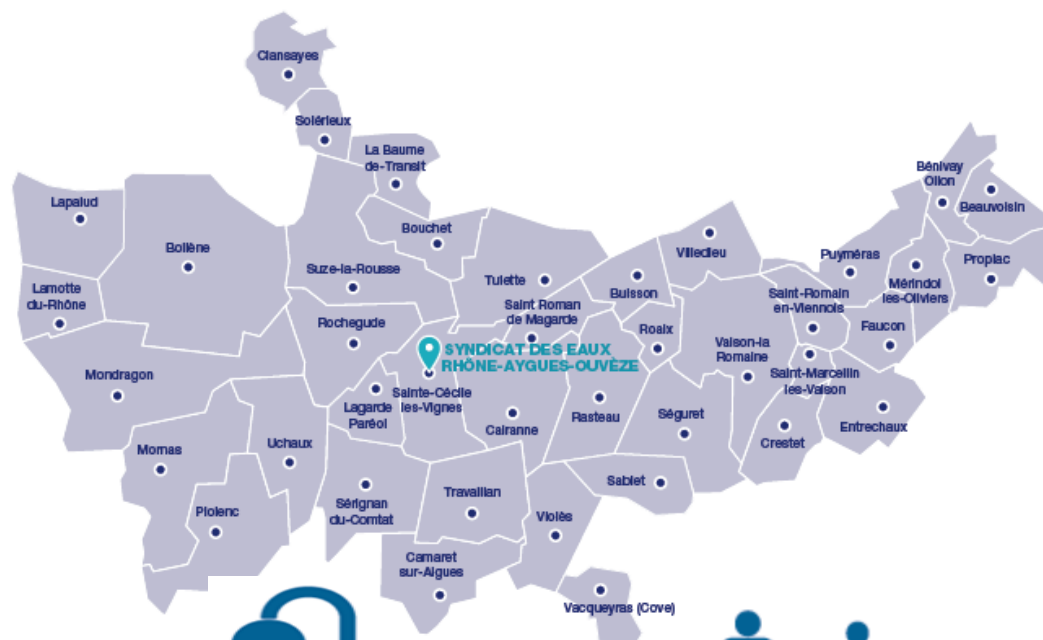 Clansayes
Solérieux
La Baume
de-Transit
Bénivay
Ollon
Beauvoisin
Lapalud
Bouchet
Bollène
Villedieu
Puyméras
Propiac
Suze-la-Rousse
Tulette
Buisson
Mérindol
les-Oliviers
Lamotte
du-Rhône
Saint Roman
de Magarde
Saint-Romain
en-Viennois
Rochegude
Roaix
Faucon
SYNDICAT DES EAUX
RHÔNE-AYGUES-OUVÈZE
Vaison-la
Romaine
Saint-Marcellin
les-Vaison
Mondragon
Lagarde
Paréol
Sainte-Cécile
les-Vignes
Cairanne
Rasteau
Séguret
Crestet
Entrechaux
Mornas
Uchaux
Sablet
Piolenc
Sérignan
du-Comtat
Travaillan
Violès
Camaret
sur-Aigues
Vacqueyras (Cove)